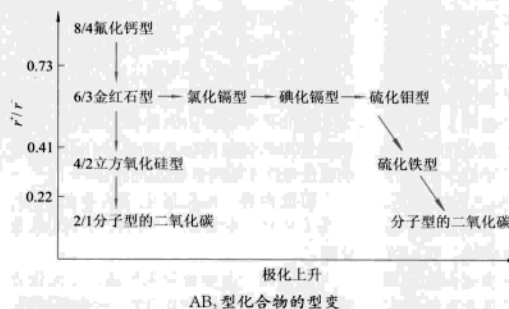 8/4氟化钙型
0.73
6/3金红石型 → 氯化镉型 → 碘化镉型 → 硫化钼型
r⁺/r⁻
0.41
4/2立方氧化硅型
硫化铁型
0.22
2/1分子型的二氧化碳
分子型的二氧化碳
极化上升
AB₂型化合物的型变